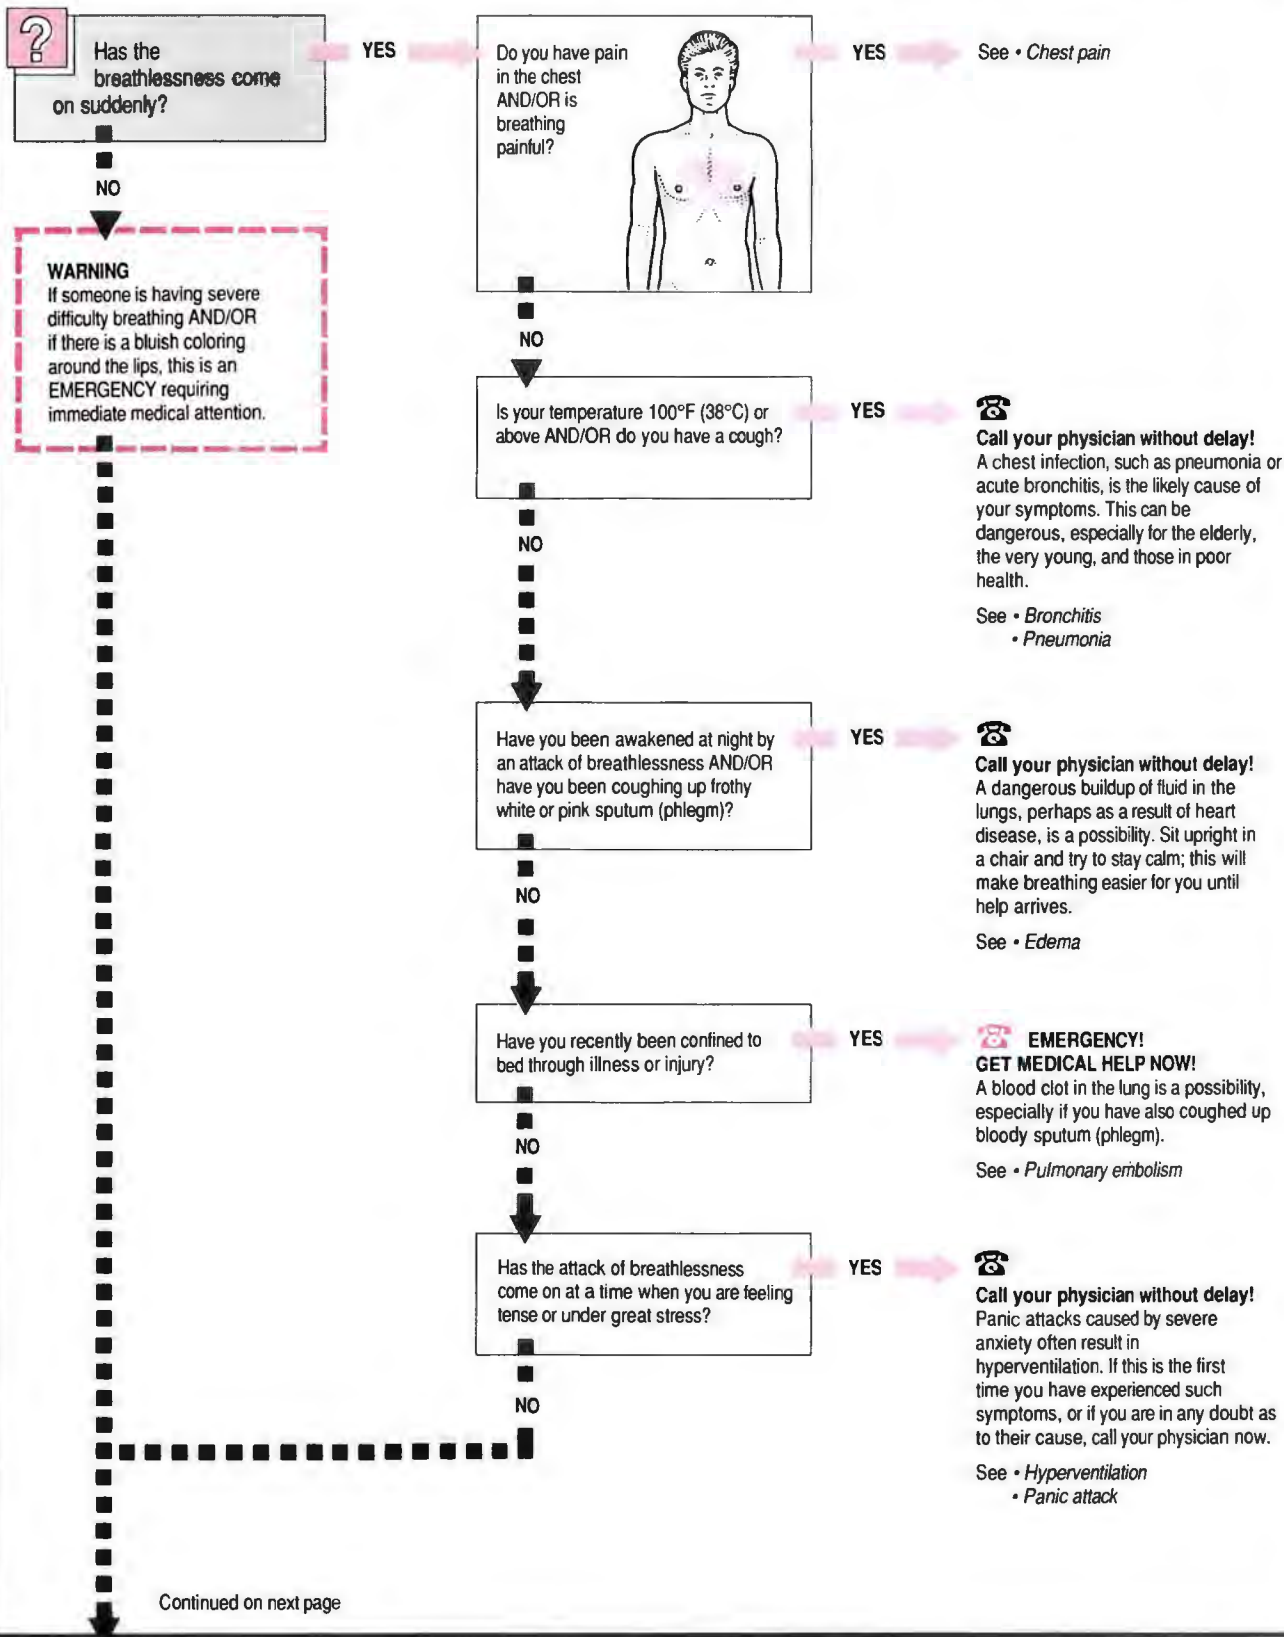 ?
Has the
breathlessness come
on suddenly?
YES
Do you have pain
in the chest
AND/OR is
breathing
painful?
YES
See • Chest pain
NO
WARNING
If someone is having severe
difficulty breathing AND/OR
if there is a bluish coloring
around the lips, this is an
EMERGENCY requiring
immediate medical attention.
NO
Is your temperature 100°F (38°C) or
above AND/OR do you have a cough?
YES
Call your physician without delay!
A chest infection, such as pneumonia or
acute bronchitis, is the likely cause of
your symptoms. This can be
dangerous, especially for the elderly,
the very young, and those in poor
health.
See • Bronchitis
• Pneumonia
NO
Have you been awakened at night by
an attack of breathlessness AND/OR
have you been coughing up frothy
white or pink sputum (phlegm)?
YES
Call your physician without delay!
A dangerous buildup of fluid in the
lungs, perhaps as a result of heart
disease, is a possibility. Sit upright in
a chair and try to stay calm; this will
make breathing easier for you until
help arrives.
See • Edema
NO
Have you recently been confined to
bed through illness or injury?
YES
EMERGENCY!
GET MEDICAL HELP NOW!
A blood clot in the lung is a possibility,
especially if you have also coughed up
bloody sputum (phlegm).
See • Pulmonary embolism
NO
Has the attack of breathlessness
come on at a time when you are feeling
tense or under great stress?
YES
Call your physician without delay!
Panic attacks caused by severe
anxiety often result in
hyperventilation. If this is the first
time you have experienced such
symptoms, or if you are in any doubt as
to their cause, call your physician now.
See • Hyperventilation
• Panic attack
NO
Continued on next page